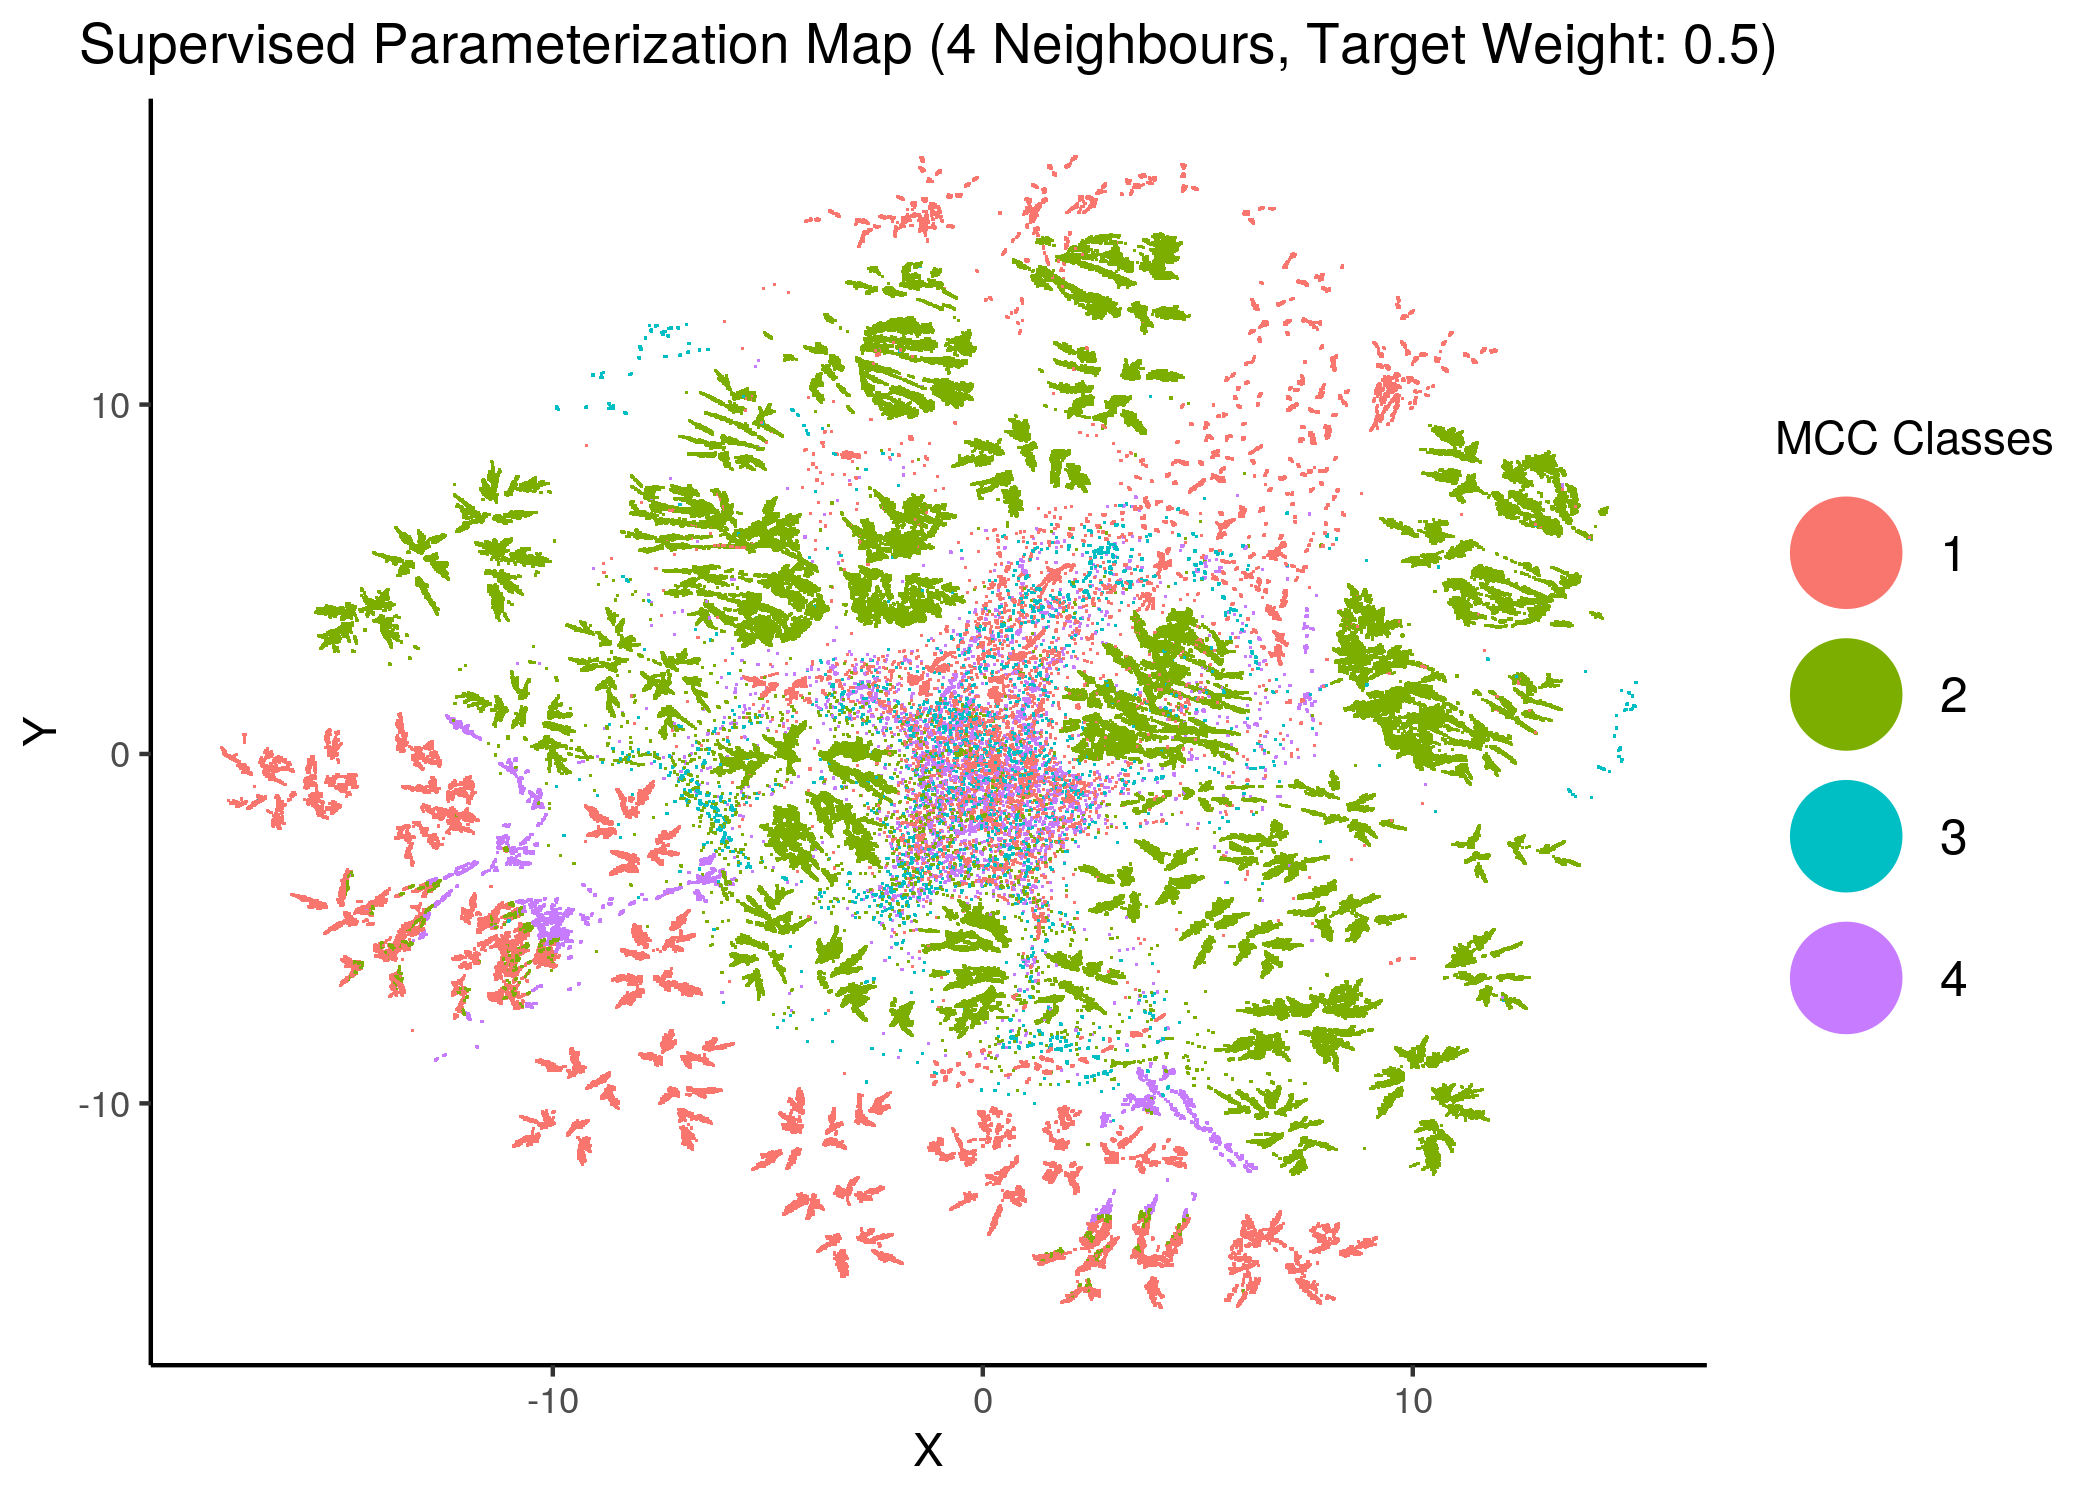 Supervised Parameterization Map (4 Neighbours, Target Weight: 0.5)
10
0
-10
Y
-10
0
10
X
MCC Classes
1
2
3
4